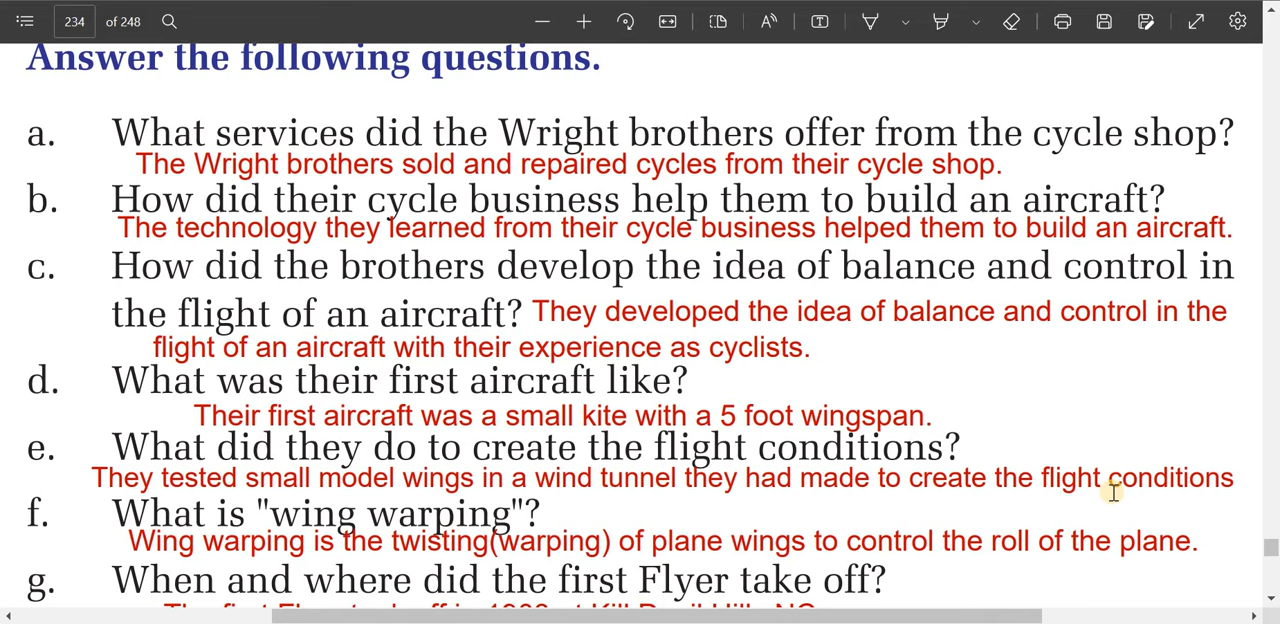 234 of 248
Answer the following questions.
a. What services did the Wright brothers offer from the cycle shop?
The Wright brothers sold and repaired cycles from their cycle shop.
b. How did their cycle business help them to build an aircraft?
The technology they learned from their cycle business helped them to build an aircraft.
c. How did the brothers develop the idea of balance and control in
the flight of an aircraft? They developed the idea of balance and control in the
flight of an aircraft with their experience as cyclists.
d. What was their first aircraft like?
Their first aircraft was a small kite with a 5 foot wingspan.
e. What did they do to create the flight conditions?
They tested small model wings in a wind tunnel they had made to create the flight conditions
f. What is "wing warping"?
Wing warping is the twisting(warping) of plane wings to control the roll of the plane.
g. When and where did the first Flyer take off?